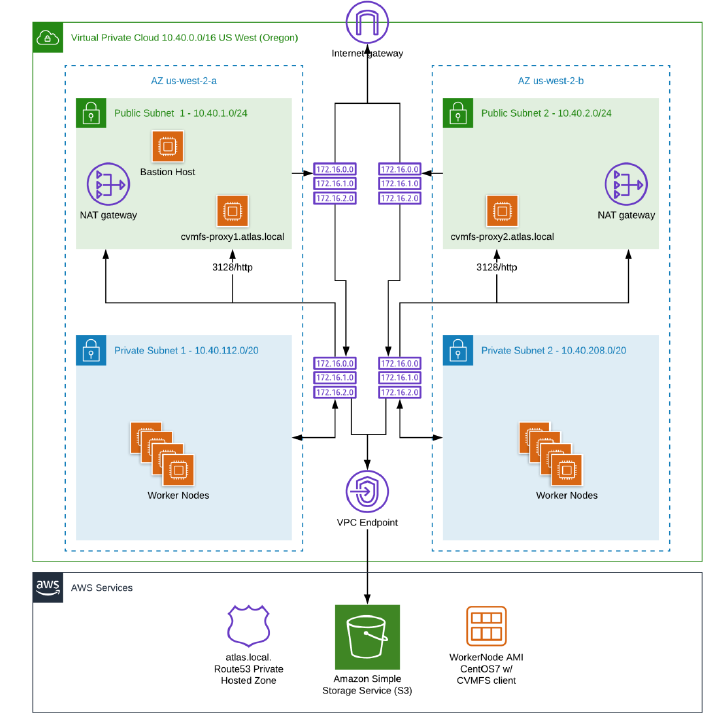 Virtual Private Cloud 10.40.0.0/16 US West (Oregon)
Internet gateway
AZ us-west-2-a
AZ us-west-2-b
Public Subnet 1 - 10.40.1.0/24
Bastion Host
NAT gateway
cvmfs-proxy1.atlas.local
3128/http
172.16.0.0
172.16.1.0
172.16.2.0
172.16.0.0
172.16.1.0
172.16.2.0
Public Subnet 2 - 10.40.2.0/24
cvmfs-proxy2.atlas.local
NAT gateway
3128/http
Private Subnet 1 - 10.40.112.0/20
Worker Nodes
172.16.0.0
172.16.1.0
172.16.2.0
172.16.0.0
172.16.1.0
172.16.2.0
Private Subnet 2 - 10.40.208.0/20
Worker Nodes
VPC Endpoint
aws
AWS Services
atlas.local.
Route53 Private
Hosted Zone
Amazon Simple
Storage Service (S3)
WorkerNode AMI
CentOS7 w/
CVMFS client